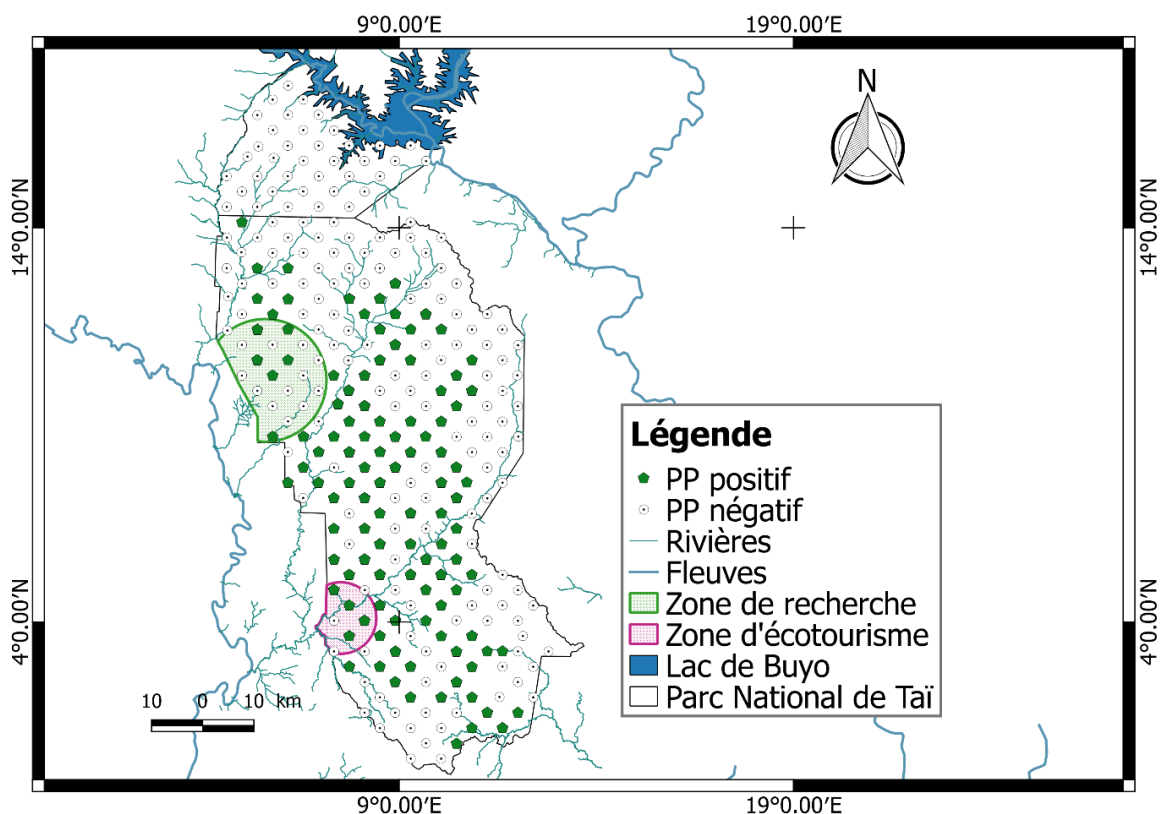 9°0.00′E 19°0.00′E
N
14°0.00′N 14°0.00′N
Légende
PP positif
PP négatif
Rivières
Fleuves
Zone de recherche
Zone d'écotourisme
Lac de Buyo
Parc National de Taï
4°0.00′N 4°0.00′N
10 0 10 km
9°0.00′E 19°0.00′E